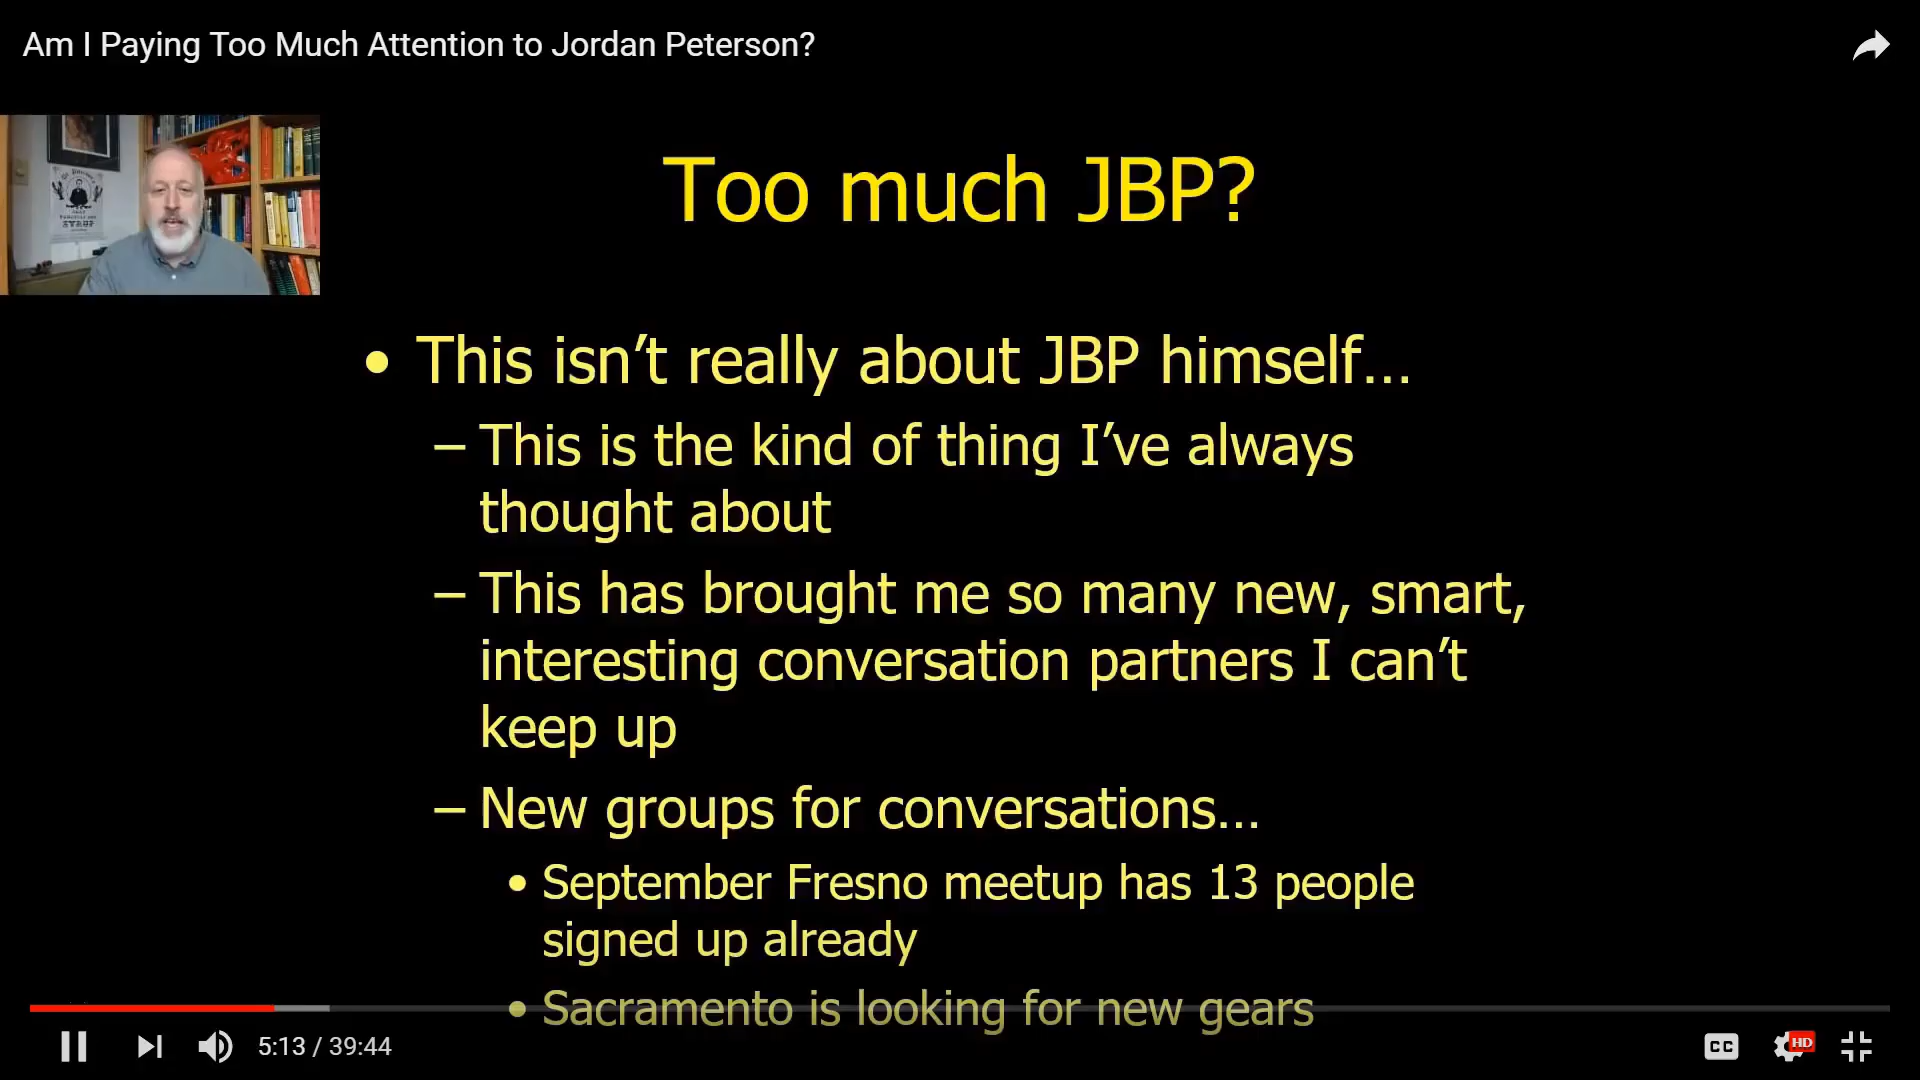 Am I Paying Too Much Attention to Jordan Peterson?
Too much JBP?
• This isn’t really about JBP himself…
– This is the kind of thing I’ve always
thought about
– This has brought me so many new, smart,
interesting conversation partners I can’t
keep up
– New groups for conversations…
• September Fresno meetup has 13 people
signed up already
• Sacramento is looking for new gears
5:13 / 39:44
CC
HD